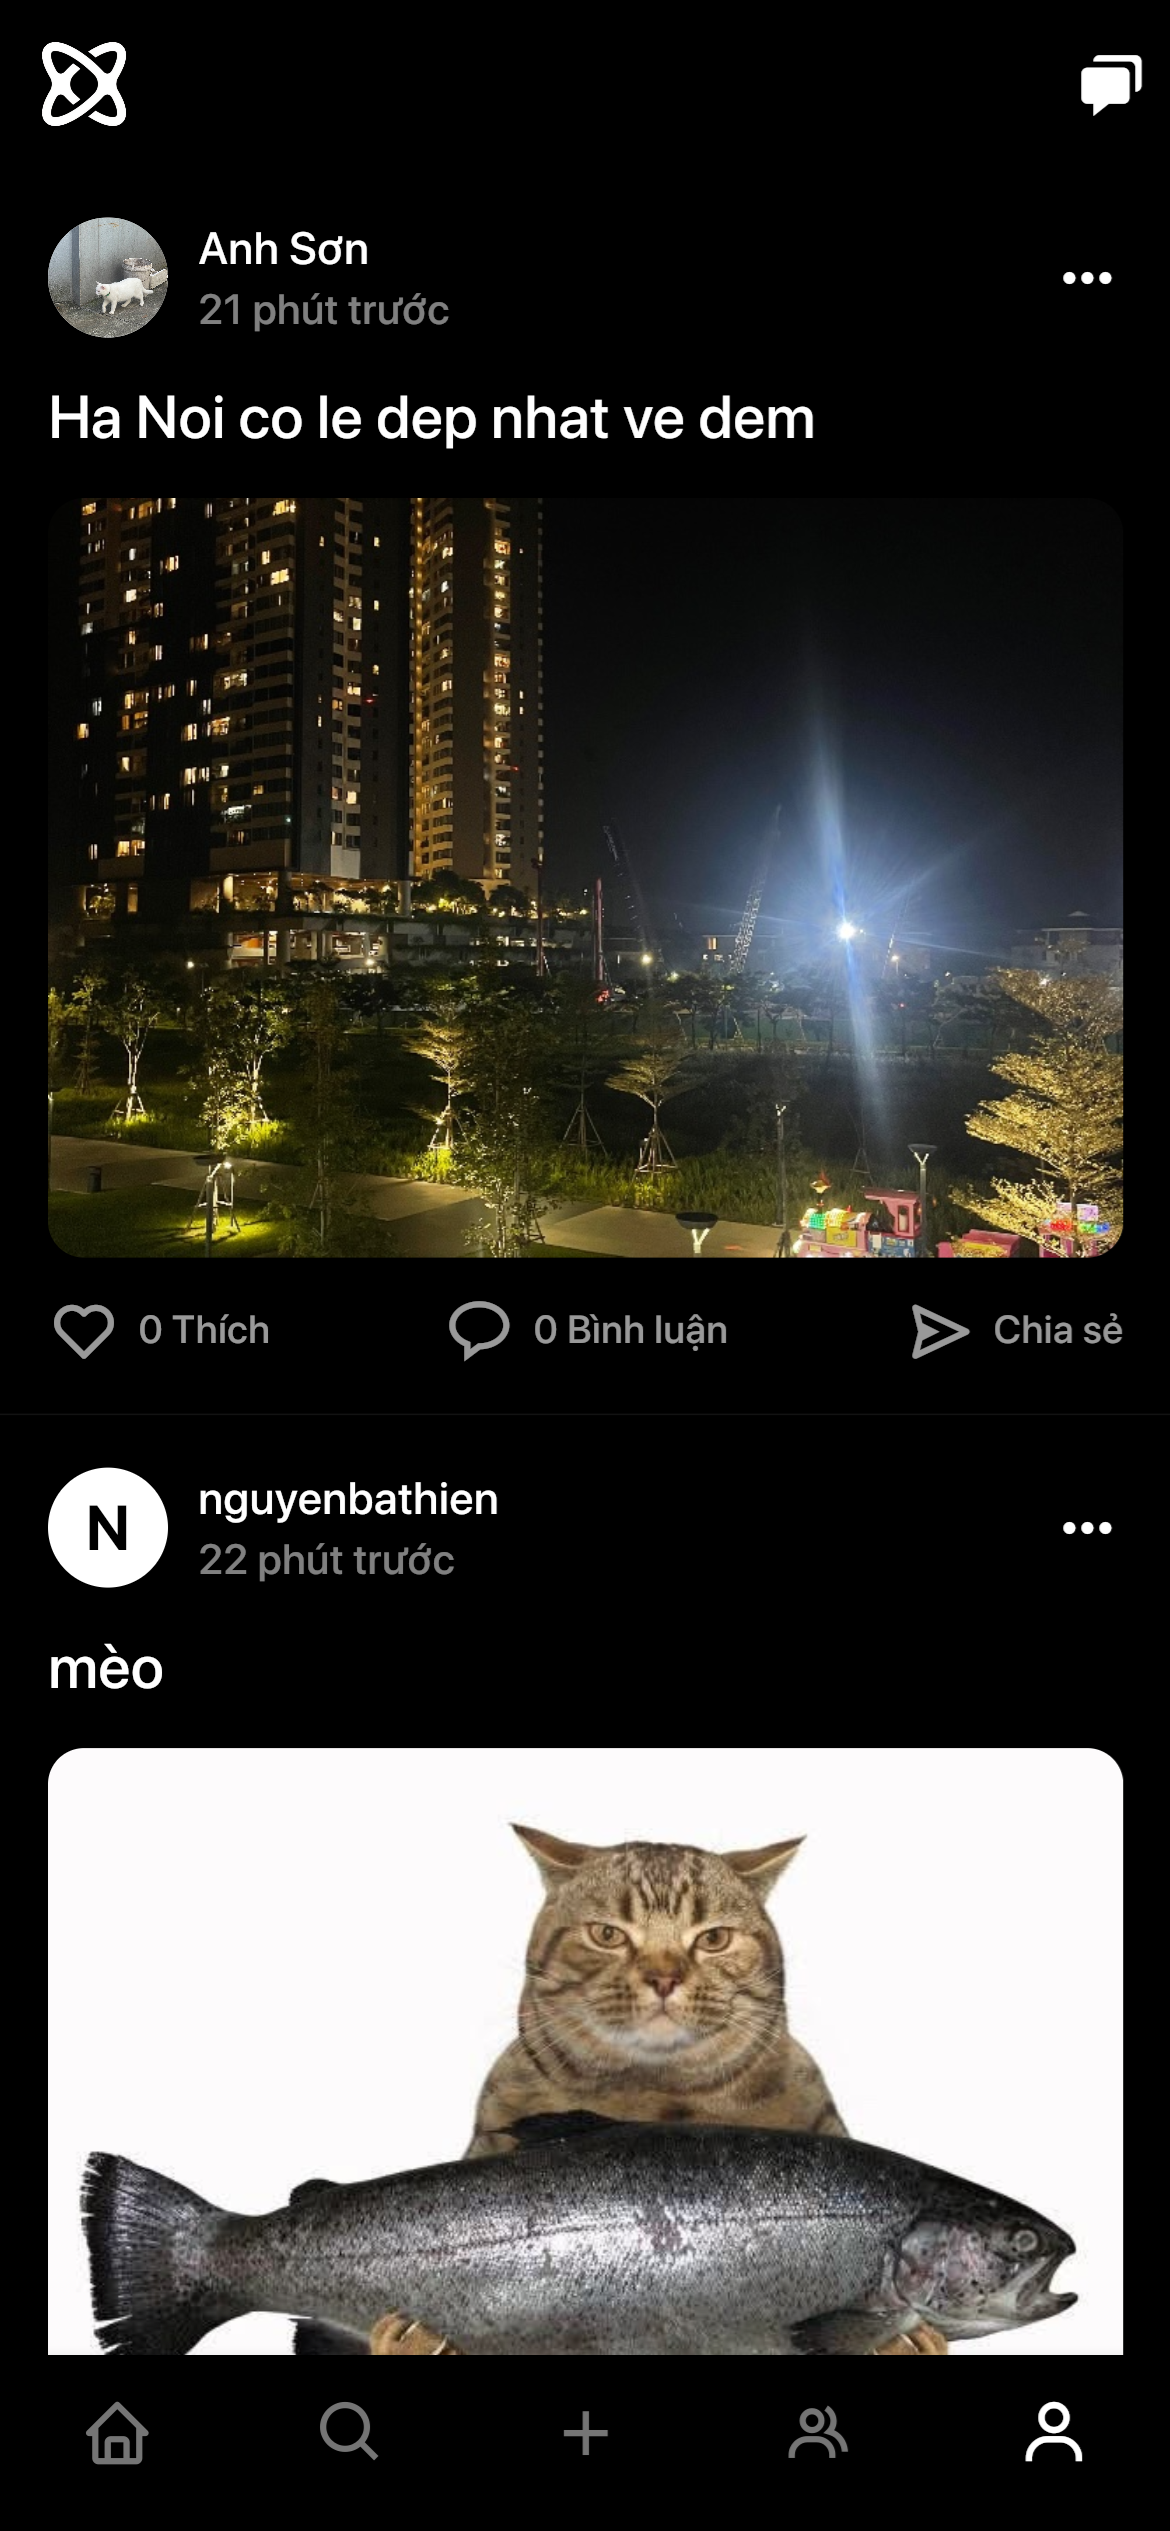 Anh Sơn
21 phút trước
Ha Noi co le dep nhat ve dem
0 Thích
0 Bình luận
Chia sẻ
N
nguyenbathien
22 phút trước
mèo